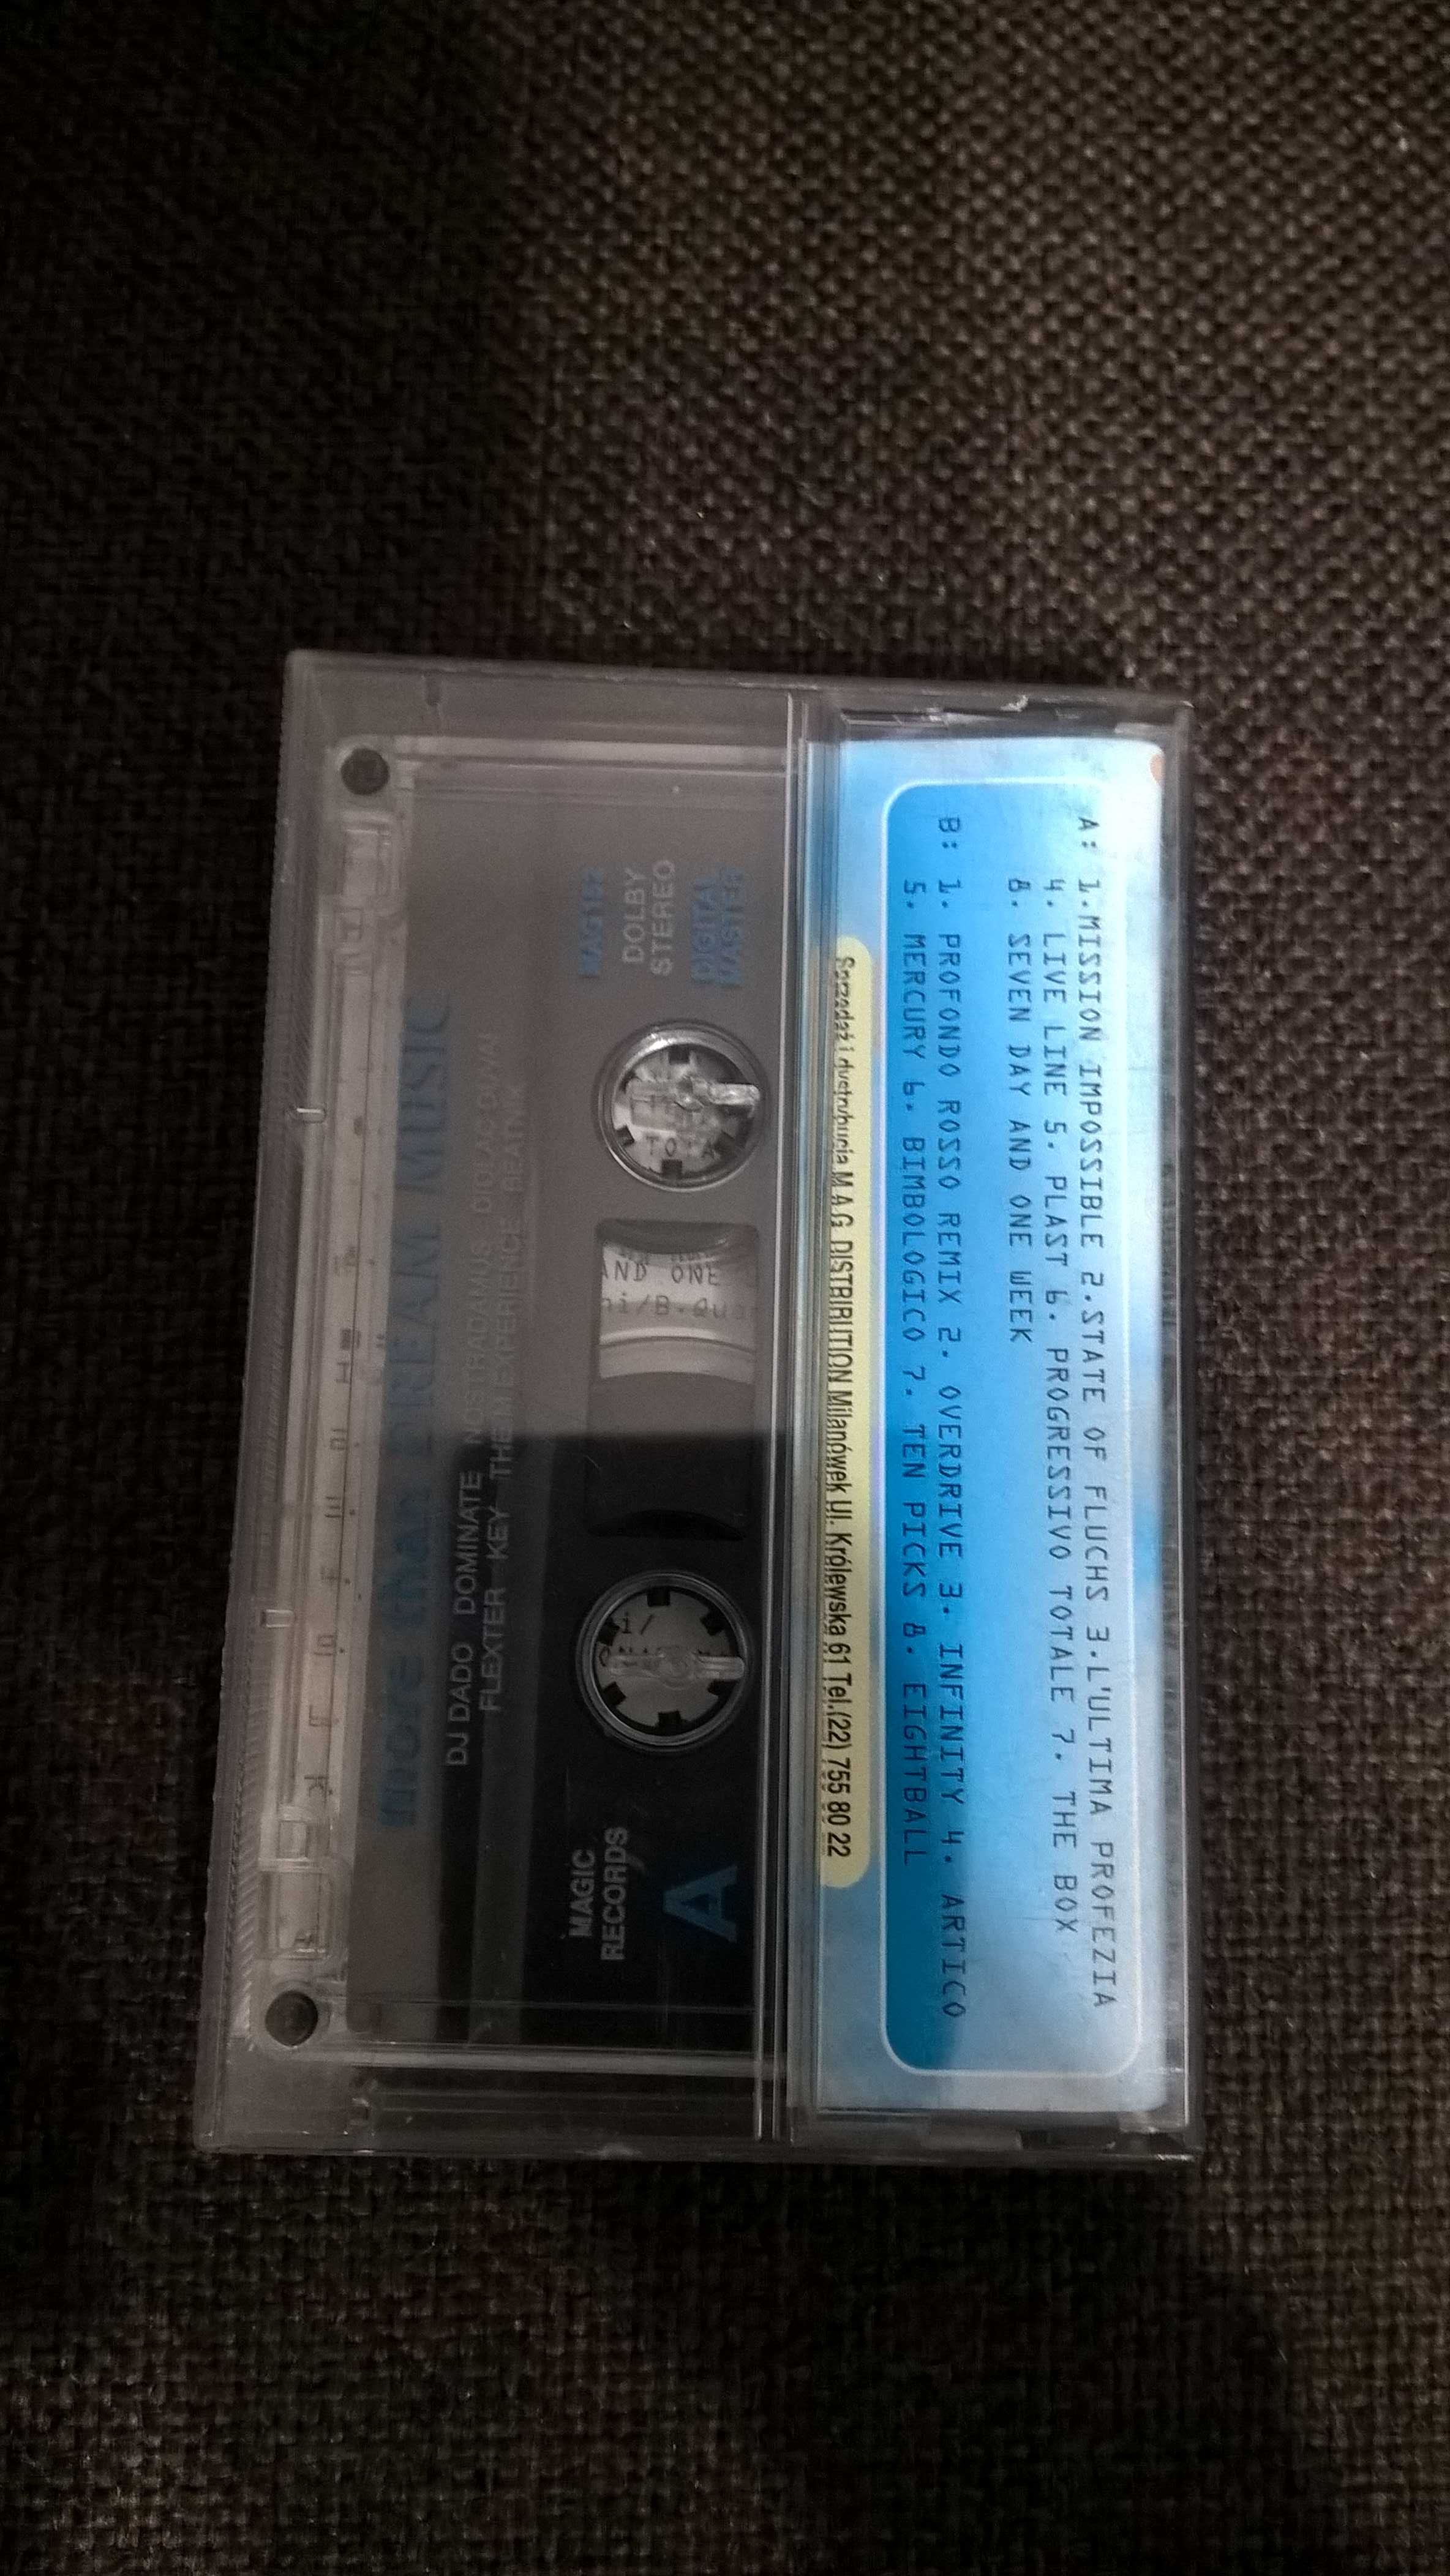 A: 1.MISSION IMPOSSIBLE 2.STATE OF FLUCHS 3.L'ULTIMA PROFEZIA
4. LIVE LINE 5. PLAST 6. PROGRESSIVO TOTALE 7. THE BOX
8. SEVEN DAY AND ONE WEEK
B: 1. PROFONDO ROSSO REMIX 2. OVERDRIVE 3. INFINITY 4. ARTICO
5. MERCURY 6. BIMBOLOGICO 7. TEN PICKS 8. EIGHTBALL
Sprzedaż i dystrybucja M.A.G. DISTRIBUTION Milanówek Ul. Królewska 61 Tel.(22) 755 80 22
DIGITAL
MASTER
DOLBY
STEREO
TOTA
AND ONE
ni/B.Qua
i/
A
MAGIC
RECORDS
DREAM MUSIC
DJ DADO DOMINATE NOSTRADAMUS
FLEXTER KEY THE EXPERIENCE